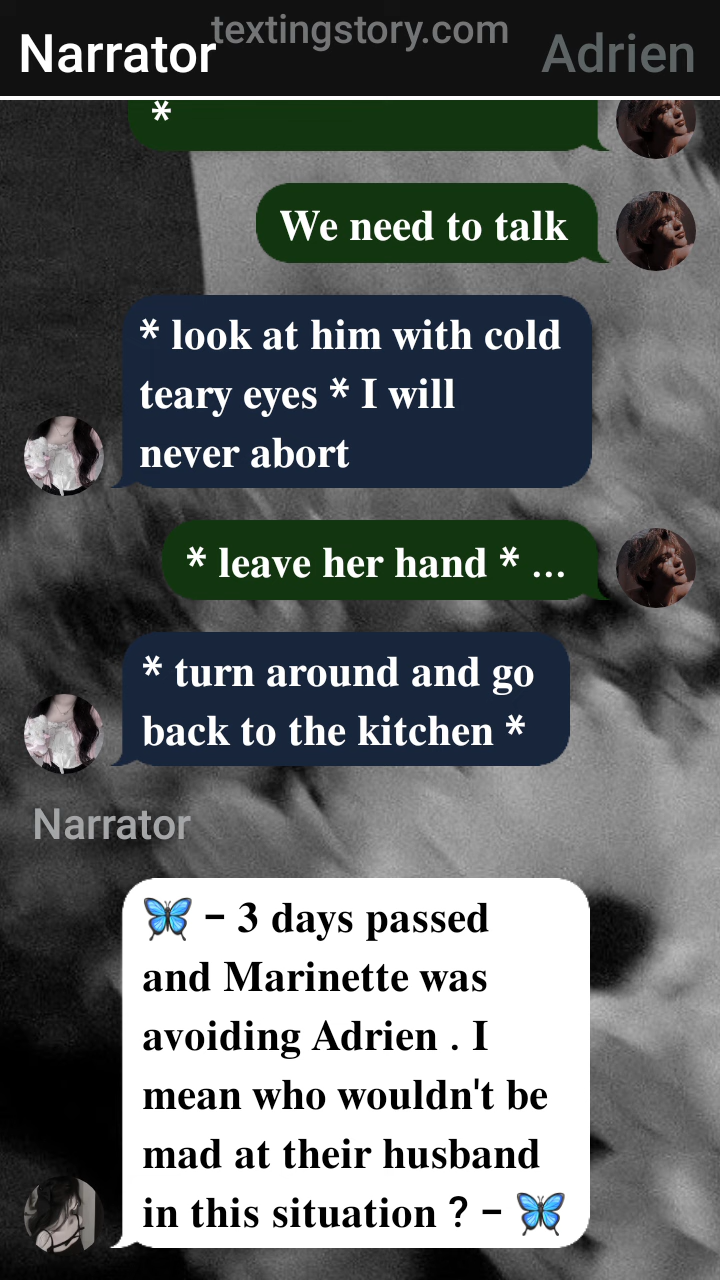 textingstory.com
Narrator Adrien
*
We need to talk
* look at him with cold
teary eyes * I will
never abort
* leave her hand * ...
* turn around and go
back to the kitchen *
Narrator
🦋 - 3 days passed
and Marinette was
avoiding Adrien . I
mean who wouldn't be
mad at their husband
in this situation ? - 🦋